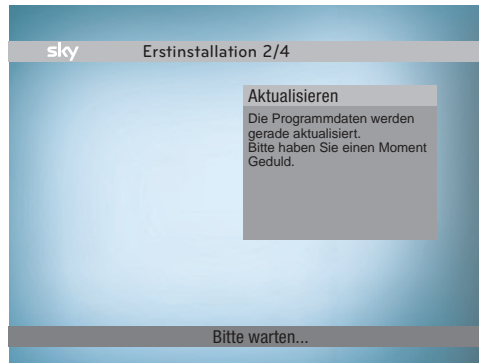 sky Erstinstallation 2/4
Aktualisieren
Die Programmdaten werden
gerade aktualisiert.
Bitte haben Sie einen Moment
Geduld.
Bitte warten...